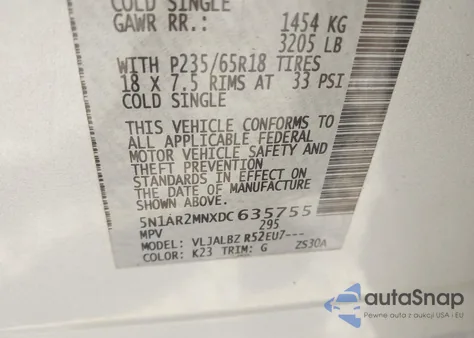 COLD SINGLE
GAWR RR.: 1454 KG
3205 LB
WITH P235/65R18 TIRES
18 X 7.5 RIMS AT 33 PSI
COLD SINGLE
THIS VEHICLE CONFORMS TO
ALL APPLICABLE FEDERAL
MOTOR VEHICLE SAFETY AND
THEFT PREVENTION
STANDARDS IN EFFECT ON
THE DATE OF MANUFACTURE
SHOWN ABOVE.
5N1AR2MNXDC 635755
MPV 295
MODEL: VLJALBZ R52EU7---
COLOR: K23 TRIM: G ZS30A
autoSnap
Pewne auta z aukcji USA i EU